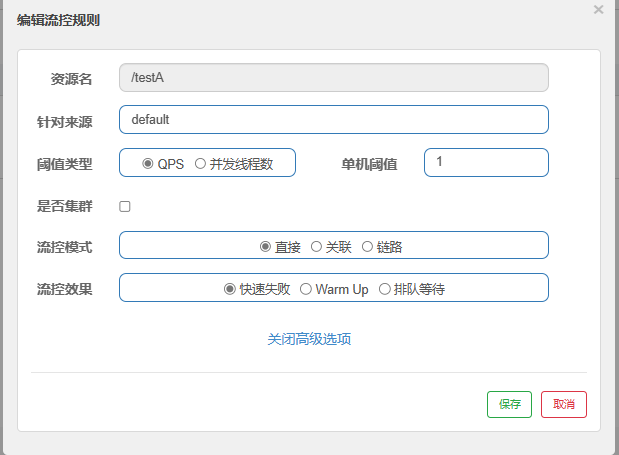 编辑流控规则 ×
资源名 /testA
针对来源 default
阈值类型 QPS 并发线程数 单机阈值 1
是否集群
流控模式 直接 关联 链路
流控效果 快速失败 Warm Up 排队等待
关闭高级选项
保存 取消